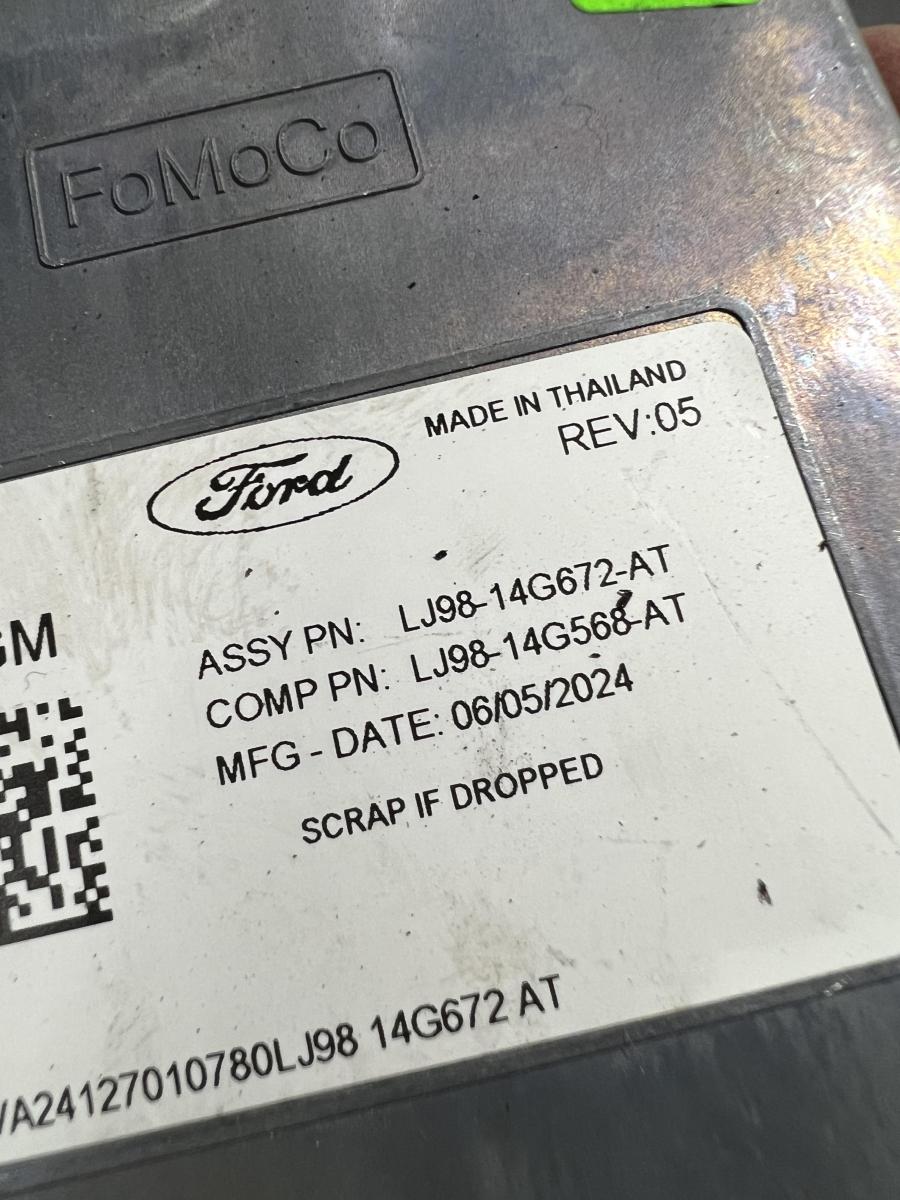 FoMoCo
MADE IN THAILAND
REV:05
Ford
GM
ASSY PN: LJ98-14G672-AT
COMP PN: LJ98-14G568-AT
MFG - DATE: 06/05/2024
SCRAP IF DROPPED
A24127010780LJ98 14G672 AT